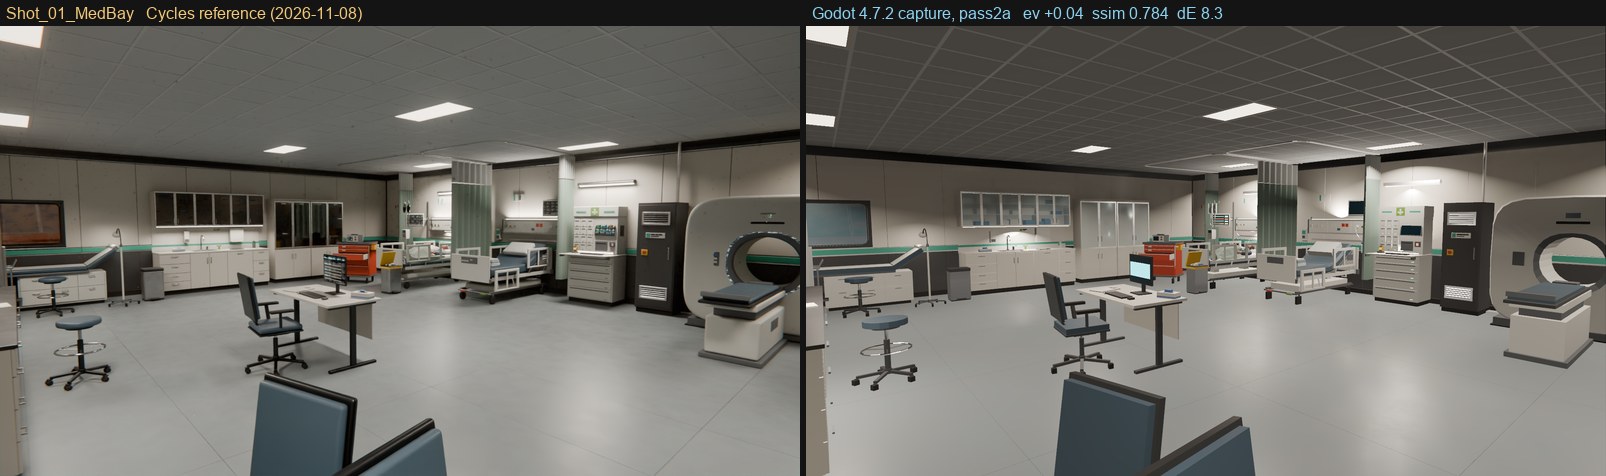 Shot_01_MedBay Cycles reference (2026-11-08)
Godot 4.7.2 capture, pass2a ev +0.04 ssim 0.784 dE 8.3